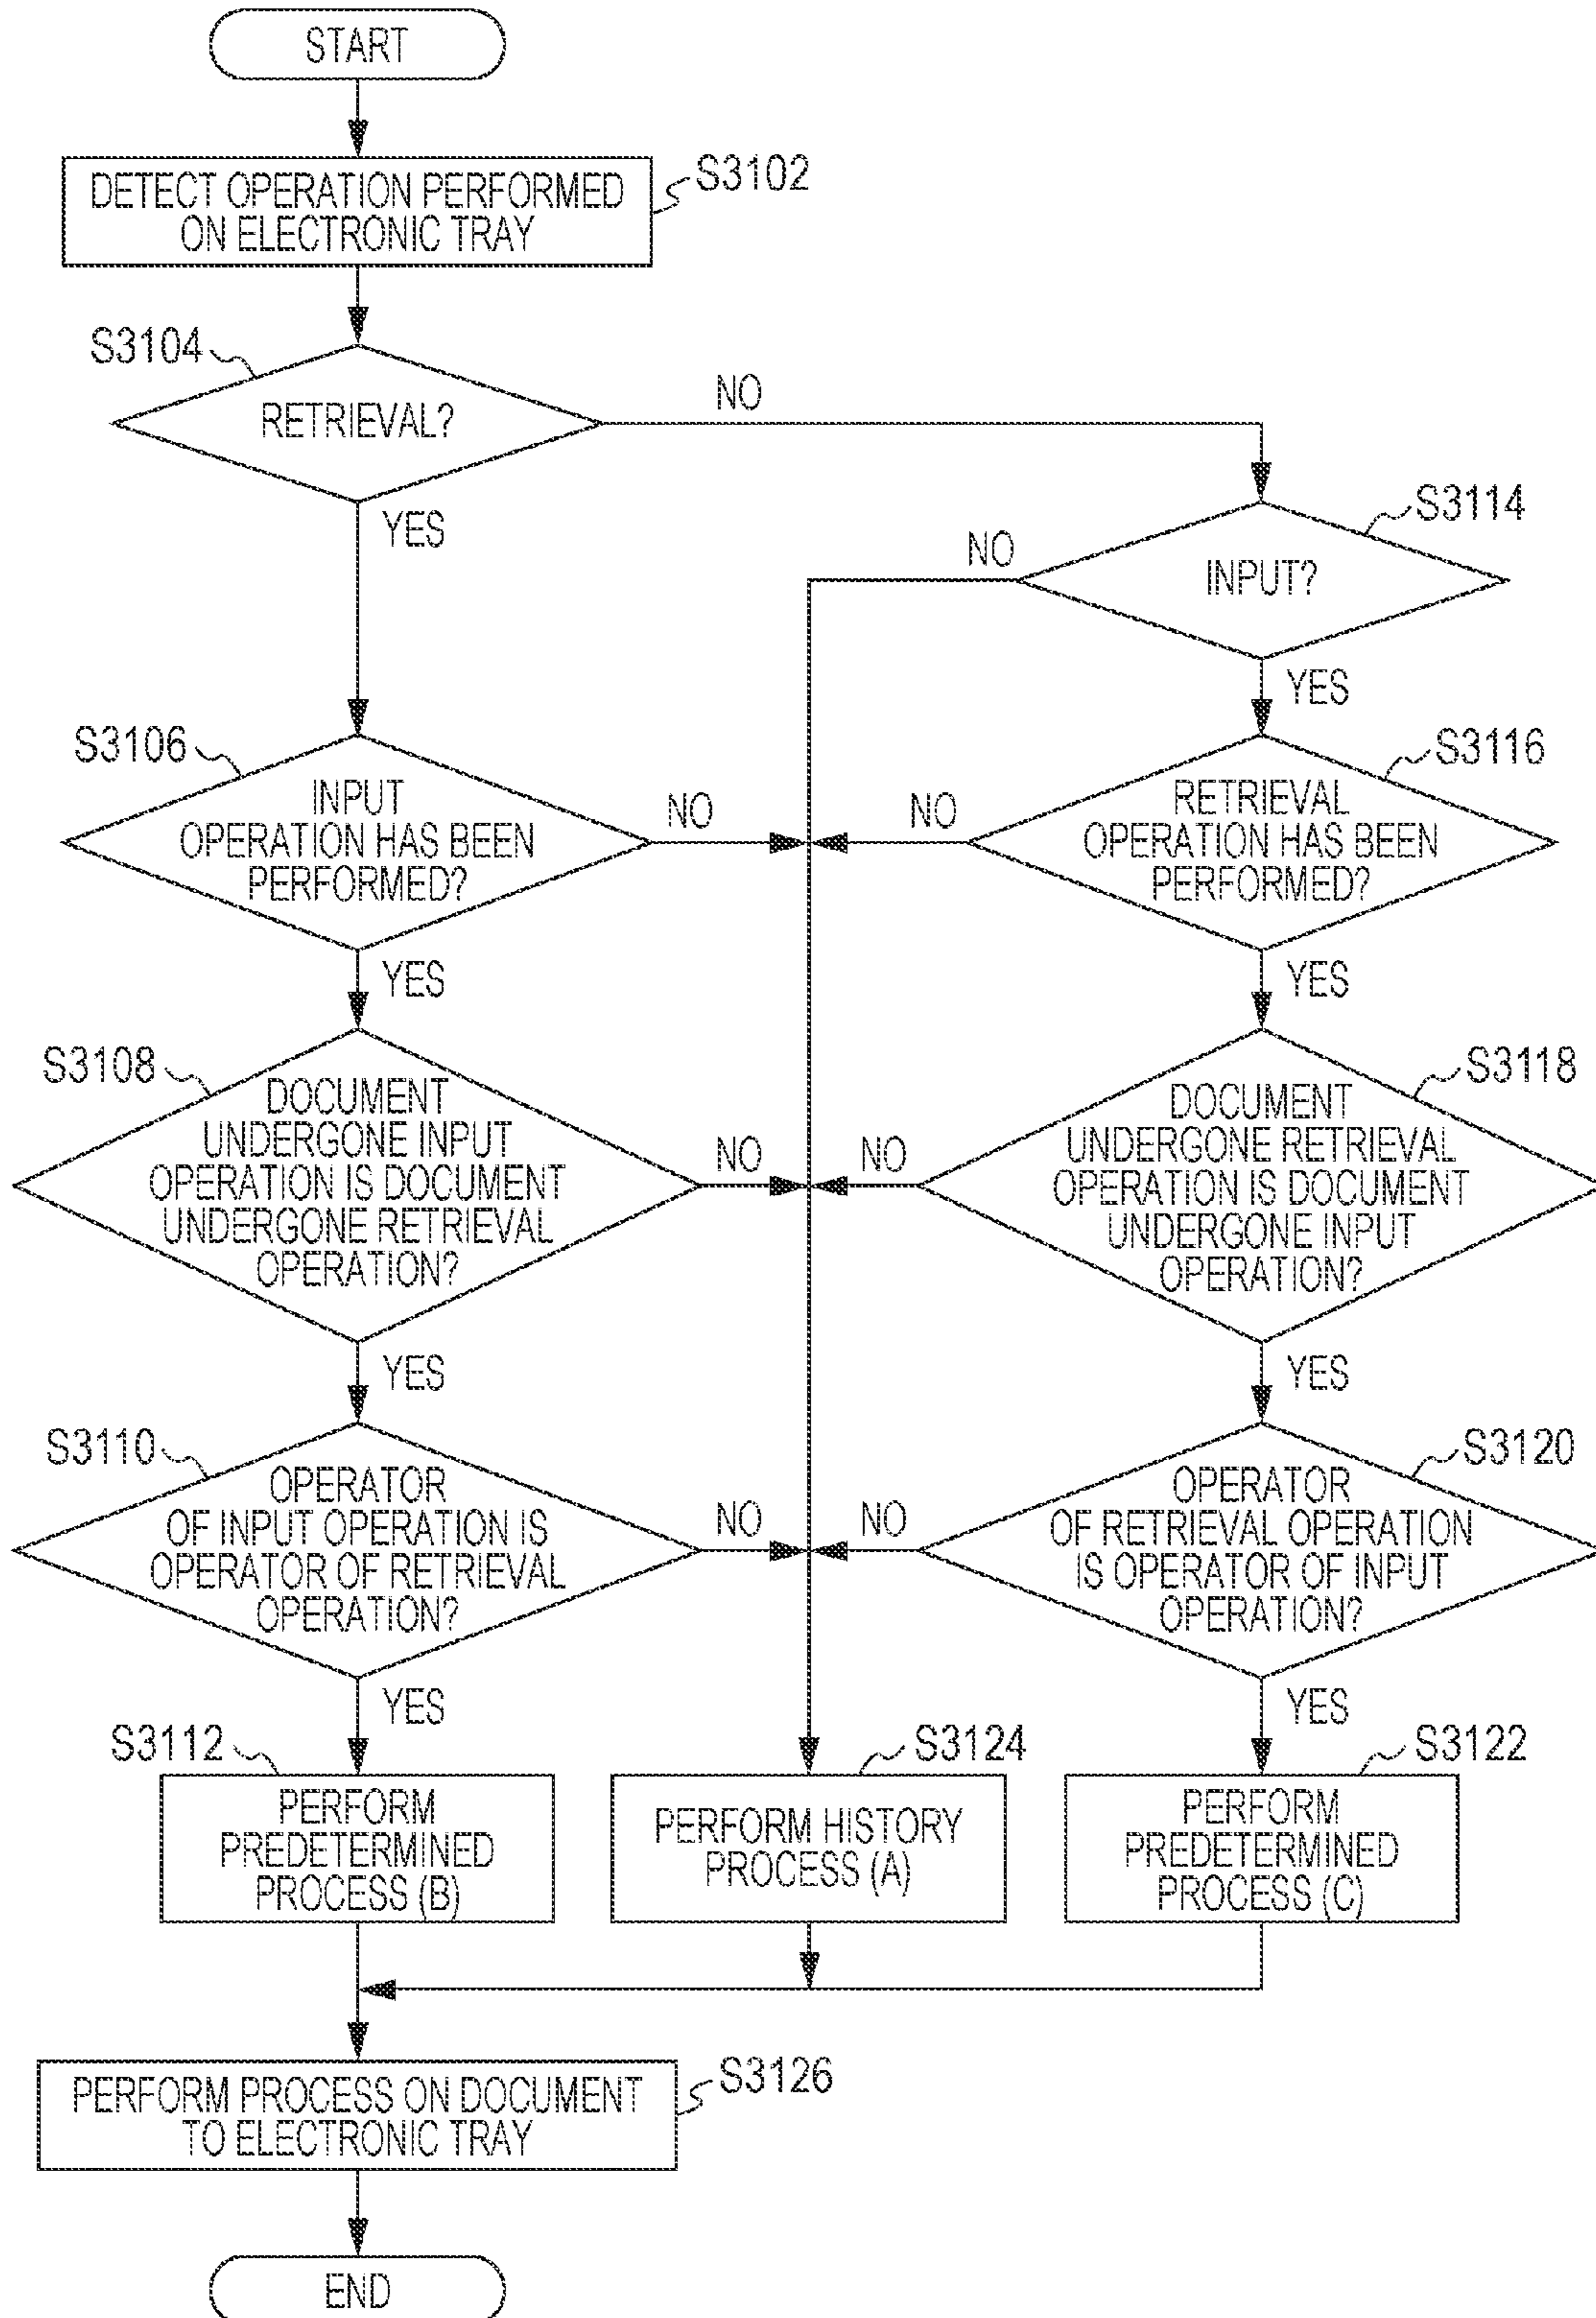 START
DETECT OPERATION PERFORMED
ON ELECTRONIC TRAY
S3102
S3104
RETRIEVAL?
NO
YES
S3114
NO
INPUT?
YES
S3106
INPUT
OPERATION HAS BEEN
PERFORMED?
NO
NO
S3116
RETRIEVAL
OPERATION HAS BEEN
PERFORMED?
YES
YES
S3108
DOCUMENT
UNDERGONE INPUT
OPERATION IS DOCUMENT
UNDERGONE RETRIEVAL
OPERATION?
NO
NO
S3118
DOCUMENT
UNDERGONE RETRIEVAL
OPERATION IS DOCUMENT
UNDERGONE INPUT
OPERATION?
YES
YES
S3110
OPERATOR
OF INPUT OPERATION IS
OPERATOR OF RETRIEVAL
OPERATION?
NO
NO
S3120
OPERATOR
OF RETRIEVAL OPERATION
IS OPERATOR OF INPUT
OPERATION?
YES
YES
S3112
PERFORM
PREDETERMINED
PROCESS (B)
S3124
PERFORM HISTORY
PROCESS (A)
S3122
PERFORM
PREDETERMINED
PROCESS (C)
PERFORM PROCESS ON DOCUMENT
TO ELECTRONIC TRAY
S3126
END